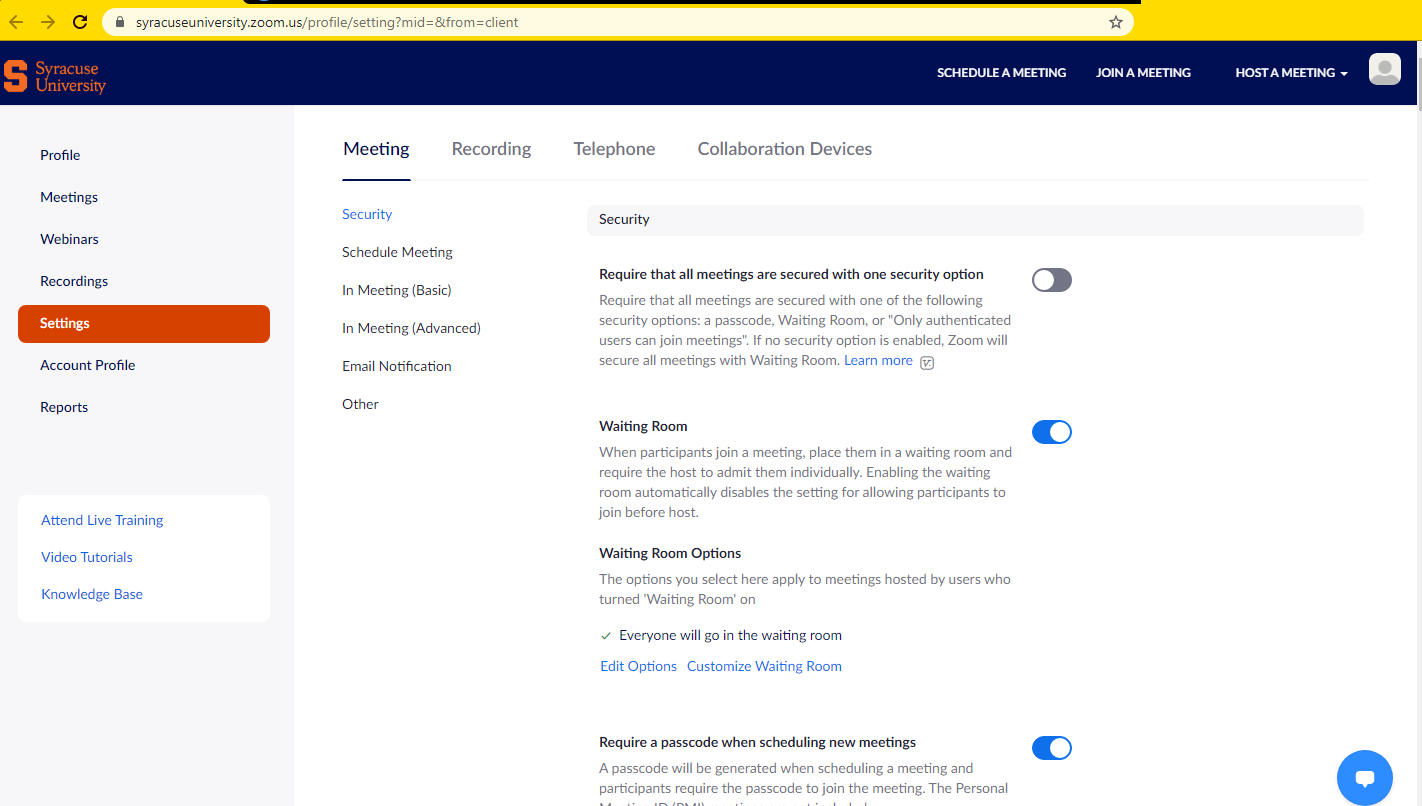 syracuseuniversity.zoom.us/profile/setting?mid=&from=client
S Syracuse
University
SCHEDULE A MEETING JOIN A MEETING HOST A MEETING
Profile
Meetings
Webinars
Recordings
Settings
Account Profile
Reports
Attend Live Training
Video Tutorials
Knowledge Base
Meeting Recording Telephone Collaboration Devices
Security
Schedule Meeting
In Meeting (Basic)
In Meeting (Advanced)
Email Notification
Other
Security
Require that all meetings are secured with one security option
Require that all meetings are secured with one of the following
security options: a passcode, Waiting Room, or "Only authenticated
users can join meetings". If no security option is enabled, Zoom will
secure all meetings with Waiting Room. Learn more
Waiting Room
When participants join a meeting, place them in a waiting room and
require the host to admit them individually. Enabling the waiting
room automatically disables the setting for allowing participants to
join before host.
Waiting Room Options
The options you select here apply to meetings hosted by users who
turned 'Waiting Room' on
Everyone will go in the waiting room
Edit Options Customize Waiting Room
Require a passcode when scheduling new meetings
A passcode will be generated when scheduling a meeting and
participants require the passcode to join the meeting. The Personal